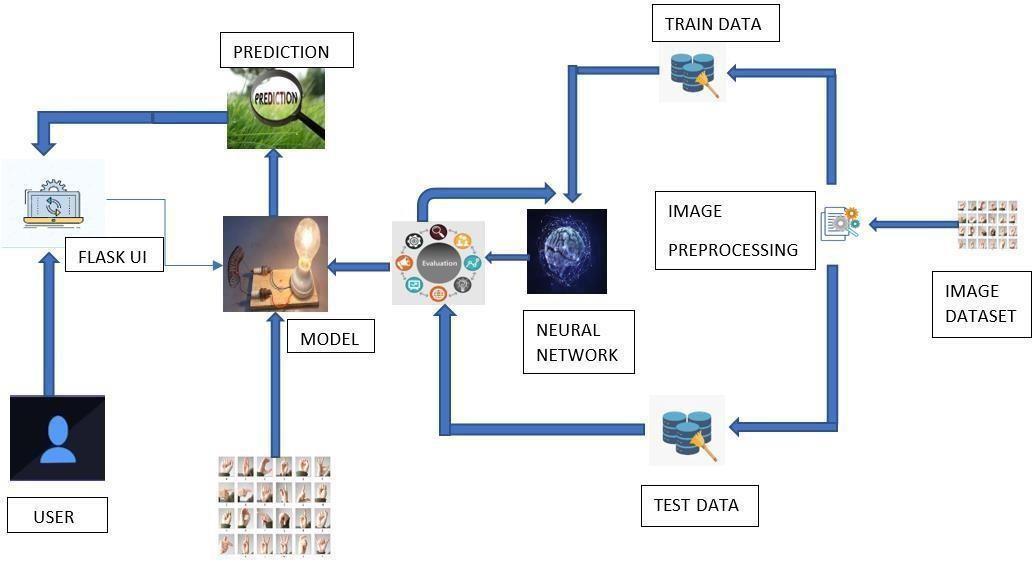 TRAIN DATA
PREDICTION
PREDICTION
IMAGE
PREPROCESSING
FLASK UI
Evaluation
IMAGE
DATASET
MODEL
NEURAL
NETWORK
TEST DATA
USER